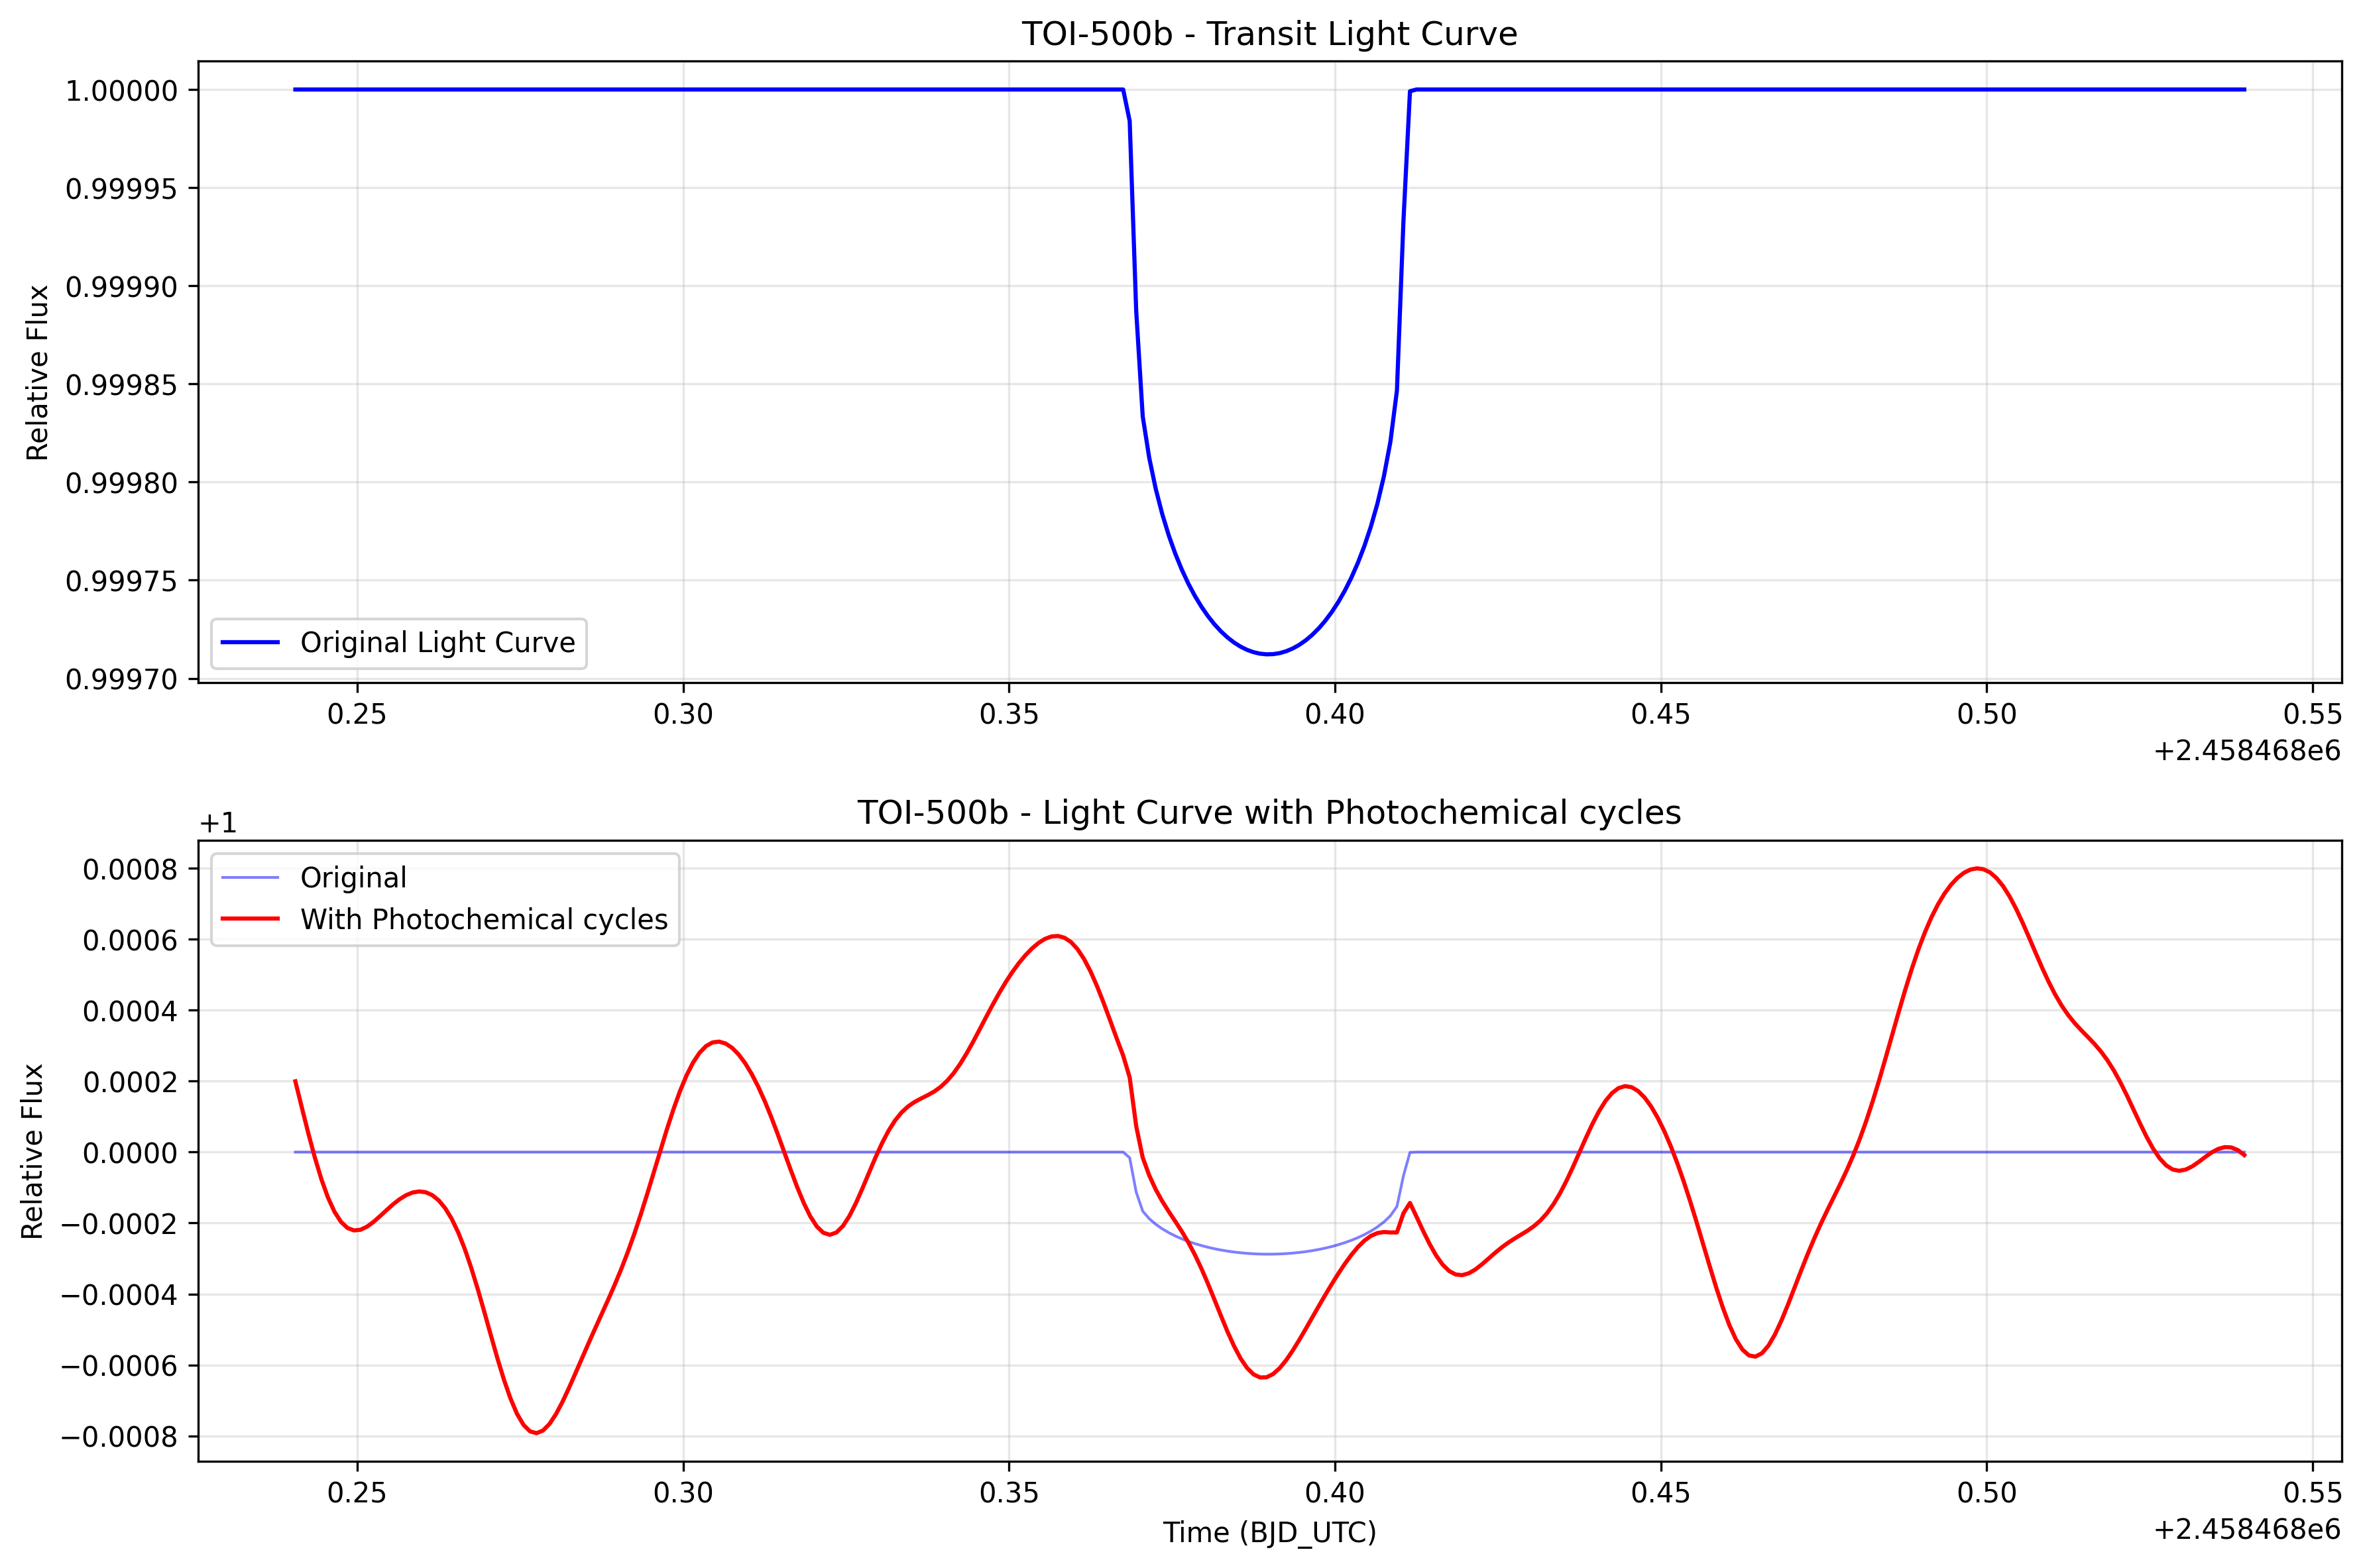 TOI-500b - Transit Light Curve
Relative Flux
1.00000
0.99995
0.99990
0.99985
0.99980
0.99975
0.99970
Original Light Curve
0.25 0.30 0.35 0.40 0.45 0.50 0.55
+2.458468e6
TOI-500b - Light Curve with Photochemical cycles
+1
Relative Flux
0.0008
0.0006
0.0004
0.0002
0.0000
−0.0002
−0.0004
−0.0006
−0.0008
Original
With Photochemical cycles
0.25 0.30 0.35 0.40 0.45 0.50 0.55
Time (BJD_UTC)
+2.458468e6